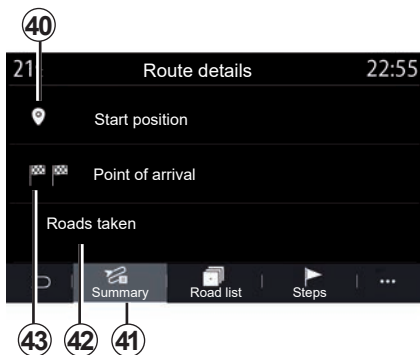 40
21° Route details 22:55
Start position
Point of arrival
Roads taken
Summary Road list Steps
43 42 41